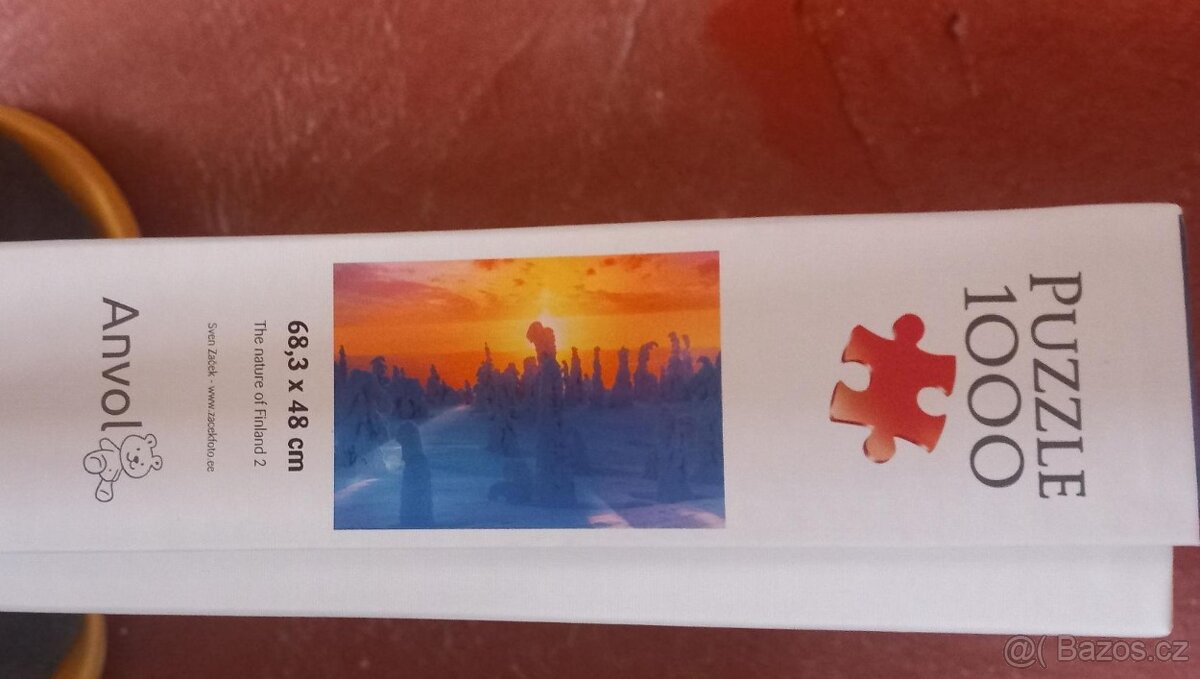 PUZZLE
1000
68,3 x 48 cm
The nature of Finland 2
Sven Začek - www.zacekfoto.ee
Anvol
@( Bazos.cz